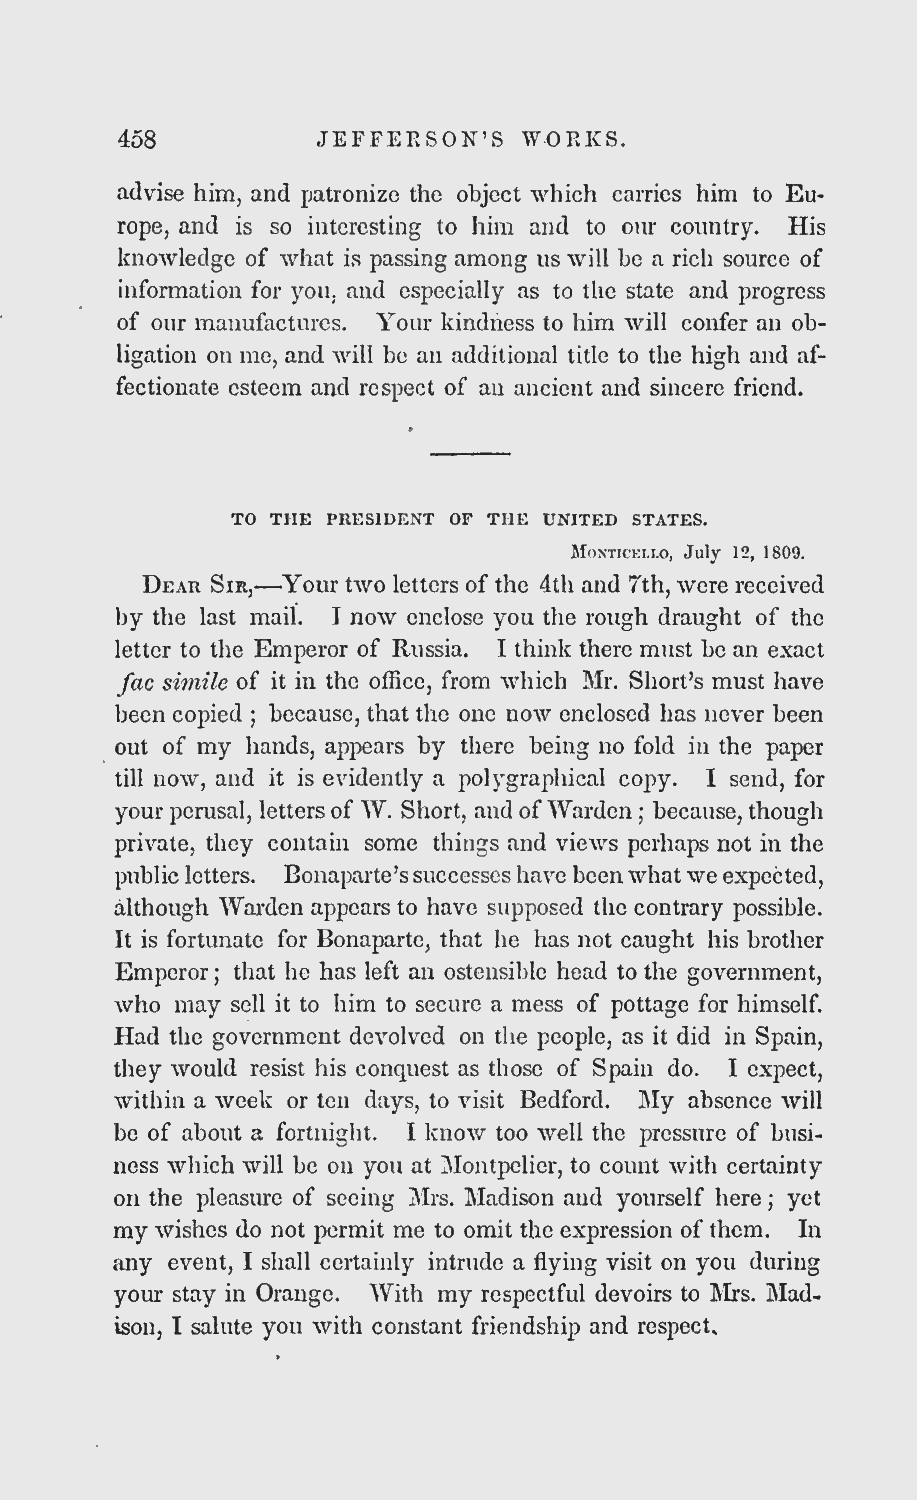 458 JEFFERSON'S WORKS.
advise him, and patronize the object which carries him to Eu-
rope, and is so interesting to him and to our country. His
knowledge of what is passing among us will be a rich source of
information for you, and especially as to the state and progress
of our manufactures. Your kindness to him will confer an ob-
ligation on me, and will be an additional title to the high and af-
fectionate esteem and respect of an ancient and sincere friend.
TO THE PRESIDENT OF THE UNITED STATES.
MONTICELLO, July 12, 1809.
DEAR SIR,—Your two letters of the 4th and 7th, were received
by the last mail. I now enclose you the rough draught of the
letter to the Emperor of Russia. I think there must be an exact
fac simile of it in the office, from which Mr. Short's must have
been copied ; because, that the one now enclosed has never been
out of my hands, appears by there being no fold in the paper
till now, and it is evidently a polygraphical copy. I send, for
your perusal, letters of W. Short, and of Warden ; because, though
private, they contain some things and views perhaps not in the
public letters. Bonaparte's successes have been what we expected,
although Warden appears to have supposed the contrary possible.
It is fortunate for Bonaparte, that he has not caught his brother
Emperor ; that he has left an ostensible head to the government,
who may sell it to him to secure a mess of pottage for himself.
Had the government devolved on the people, as it did in Spain,
they would resist his conquest as those of Spain do. I expect,
within a week or ten days, to visit Bedford. My absence will
be of about a fortnight. I know too well the pressure of busi-
ness which will be on you at Montpelier, to count with certainty
on the pleasure of seeing Mrs. Madison and yourself here ; yet
my wishes do not permit me to omit the expression of them. In
any event, I shall certainly intrude a flying visit on you during
your stay in Orange. With my respectful devoirs to Mrs. Mad-
ison, I salute you with constant friendship and respect.